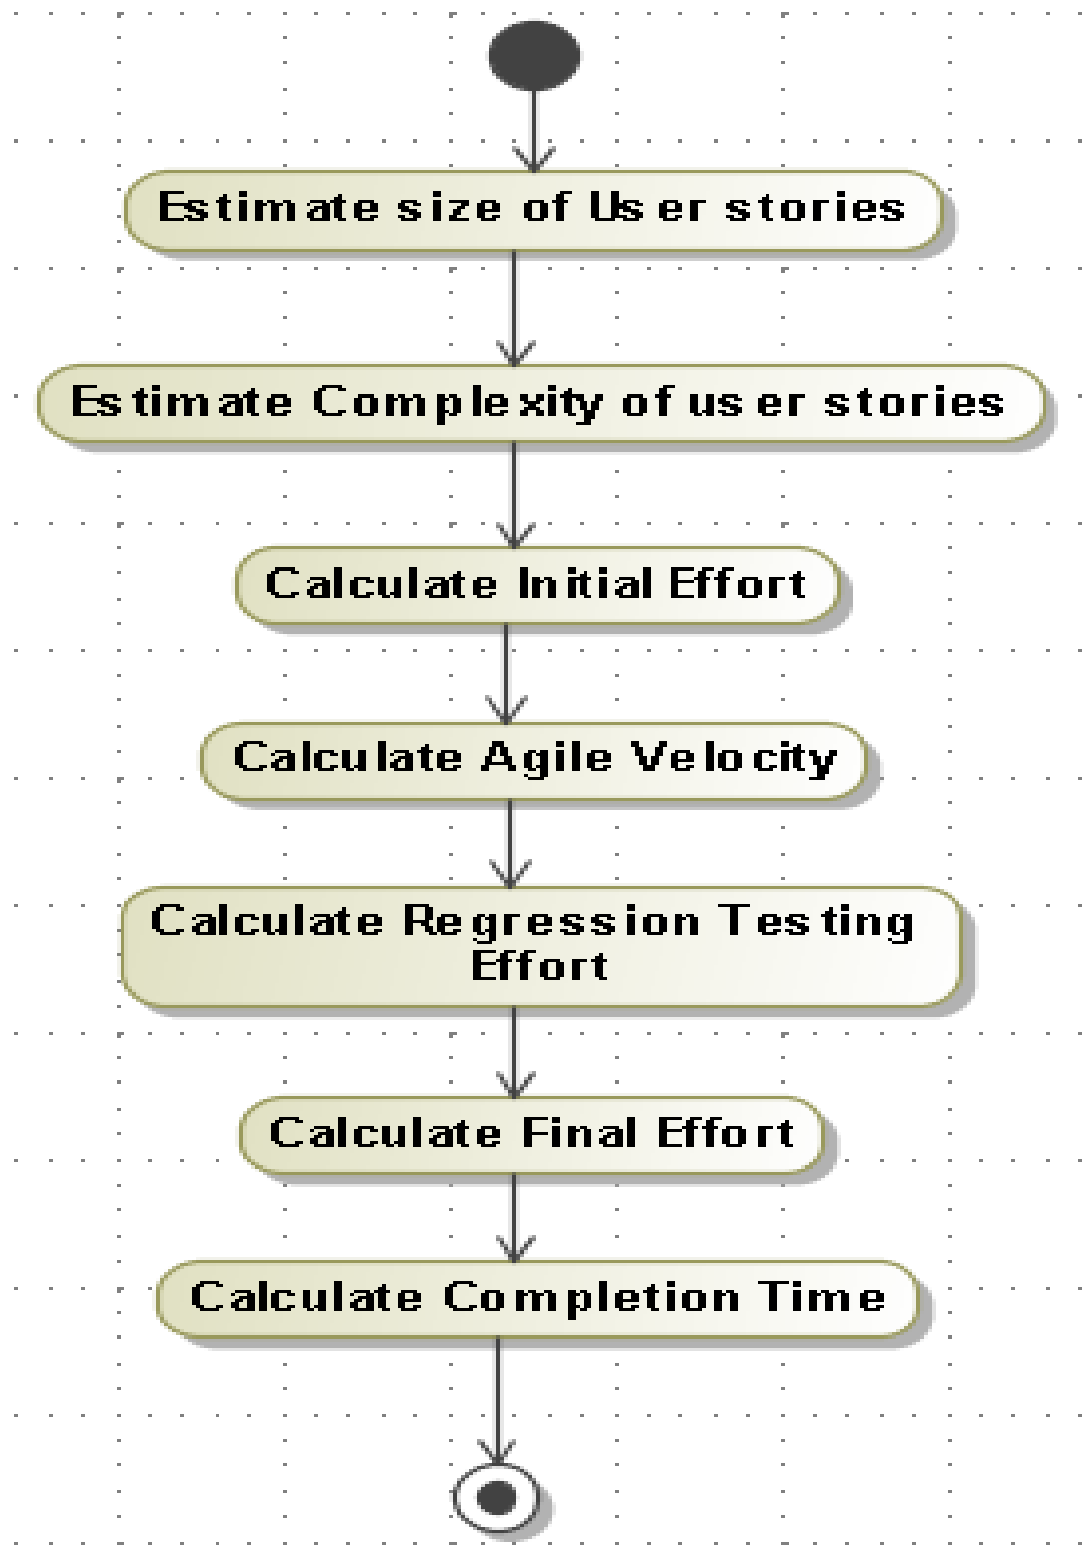 Estimate size of User stories
Estimate Complexity of user stories
Calculate Initial Effort
Calculate Agile Velocity
Calculate Regression Testing
Effort
Calculate Final Effort
Calculate Completion Time